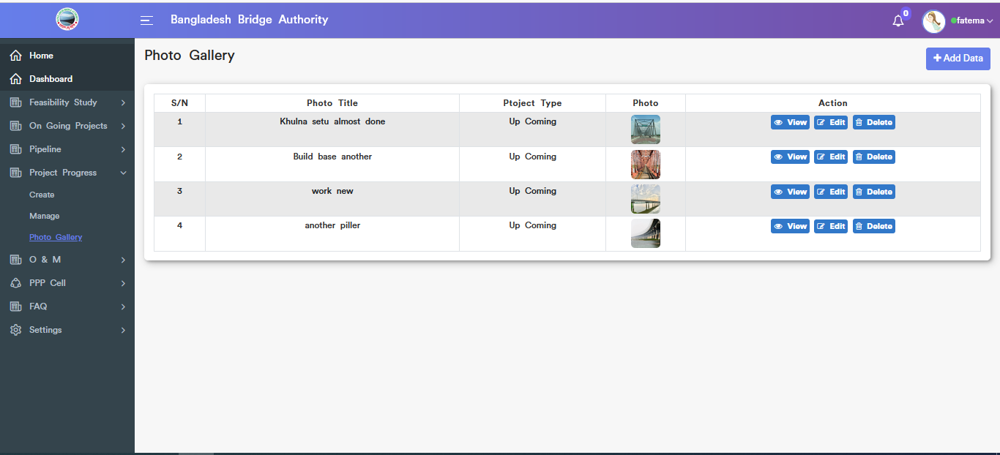 Bangladesh Bridge Authority
0
fatema
Home
Dashboard
Feasibility Study
On Going Projects
Pipeline
Project Progress
Create
Manage
Photo Gallery
O & M
PPP Cell
FAQ
Settings
Photo Gallery
Add Data
S/N Photo Title Ptoject Type Photo Action
1 Khulna setu almost done Up Coming View Edit Delete
2 Build base another Up Coming View Edit Delete
3 work new Up Coming View Edit Delete
4 another piller Up Coming View Edit Delete